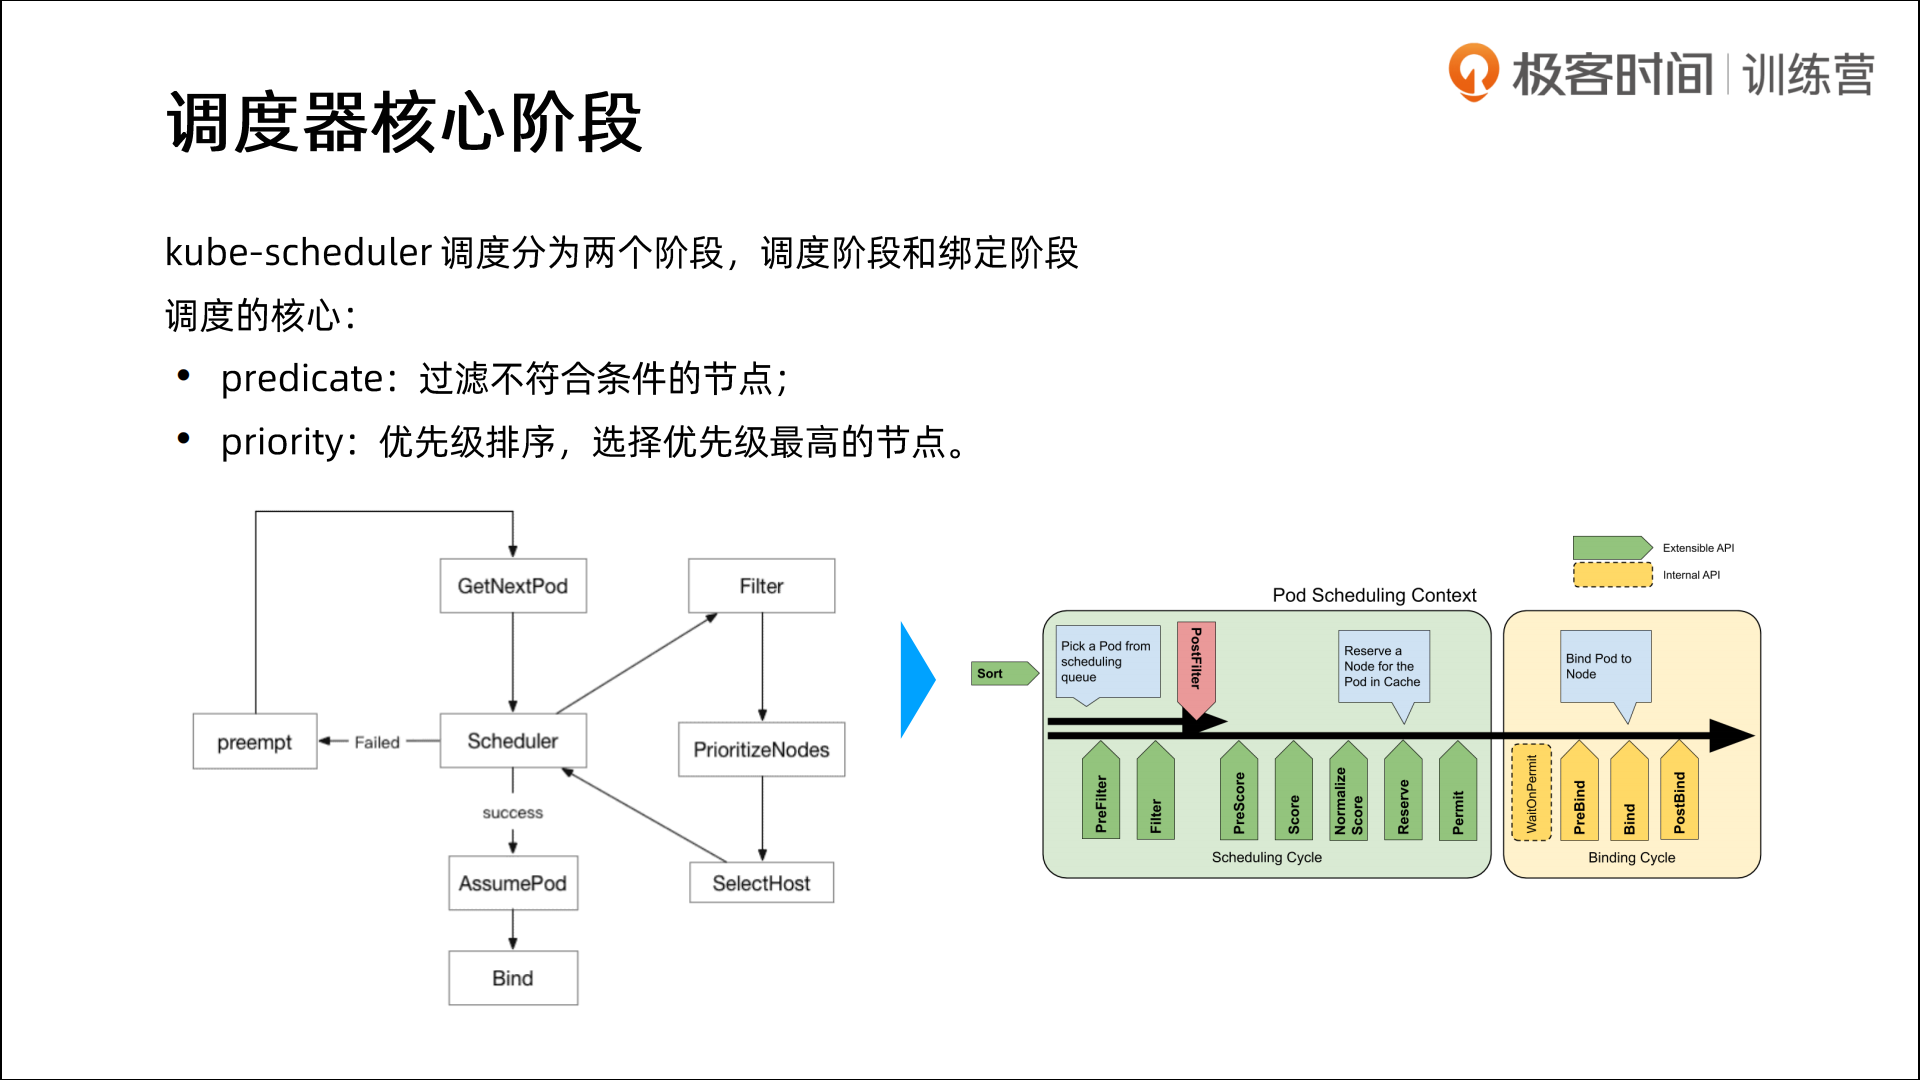 极客时间 | 训练营
调度器核心阶段
kube-scheduler 调度分为两个阶段，调度阶段和绑定阶段
调度的核心：
• predicate：过滤不符合条件的节点；
• priority：优先级排序，选择优先级最高的节点。
GetNextPod
Filter
preempt
Failed
Scheduler
PrioritizeNodes
success
AssumePod
SelectHost
Bind
Extensible API
Internal API
Pod Scheduling Context
Sort
Pick a Pod from
scheduling
queue
PostFilter
Reserve a
Node for the
Pod in Cache
Bind Pod to
Node
PreFilter
Filter
PreScore
Score
Normalize
Score
Reserve
Permit
WaitOnPermit
PreBind
Bind
PostBind
Scheduling Cycle
Binding Cycle